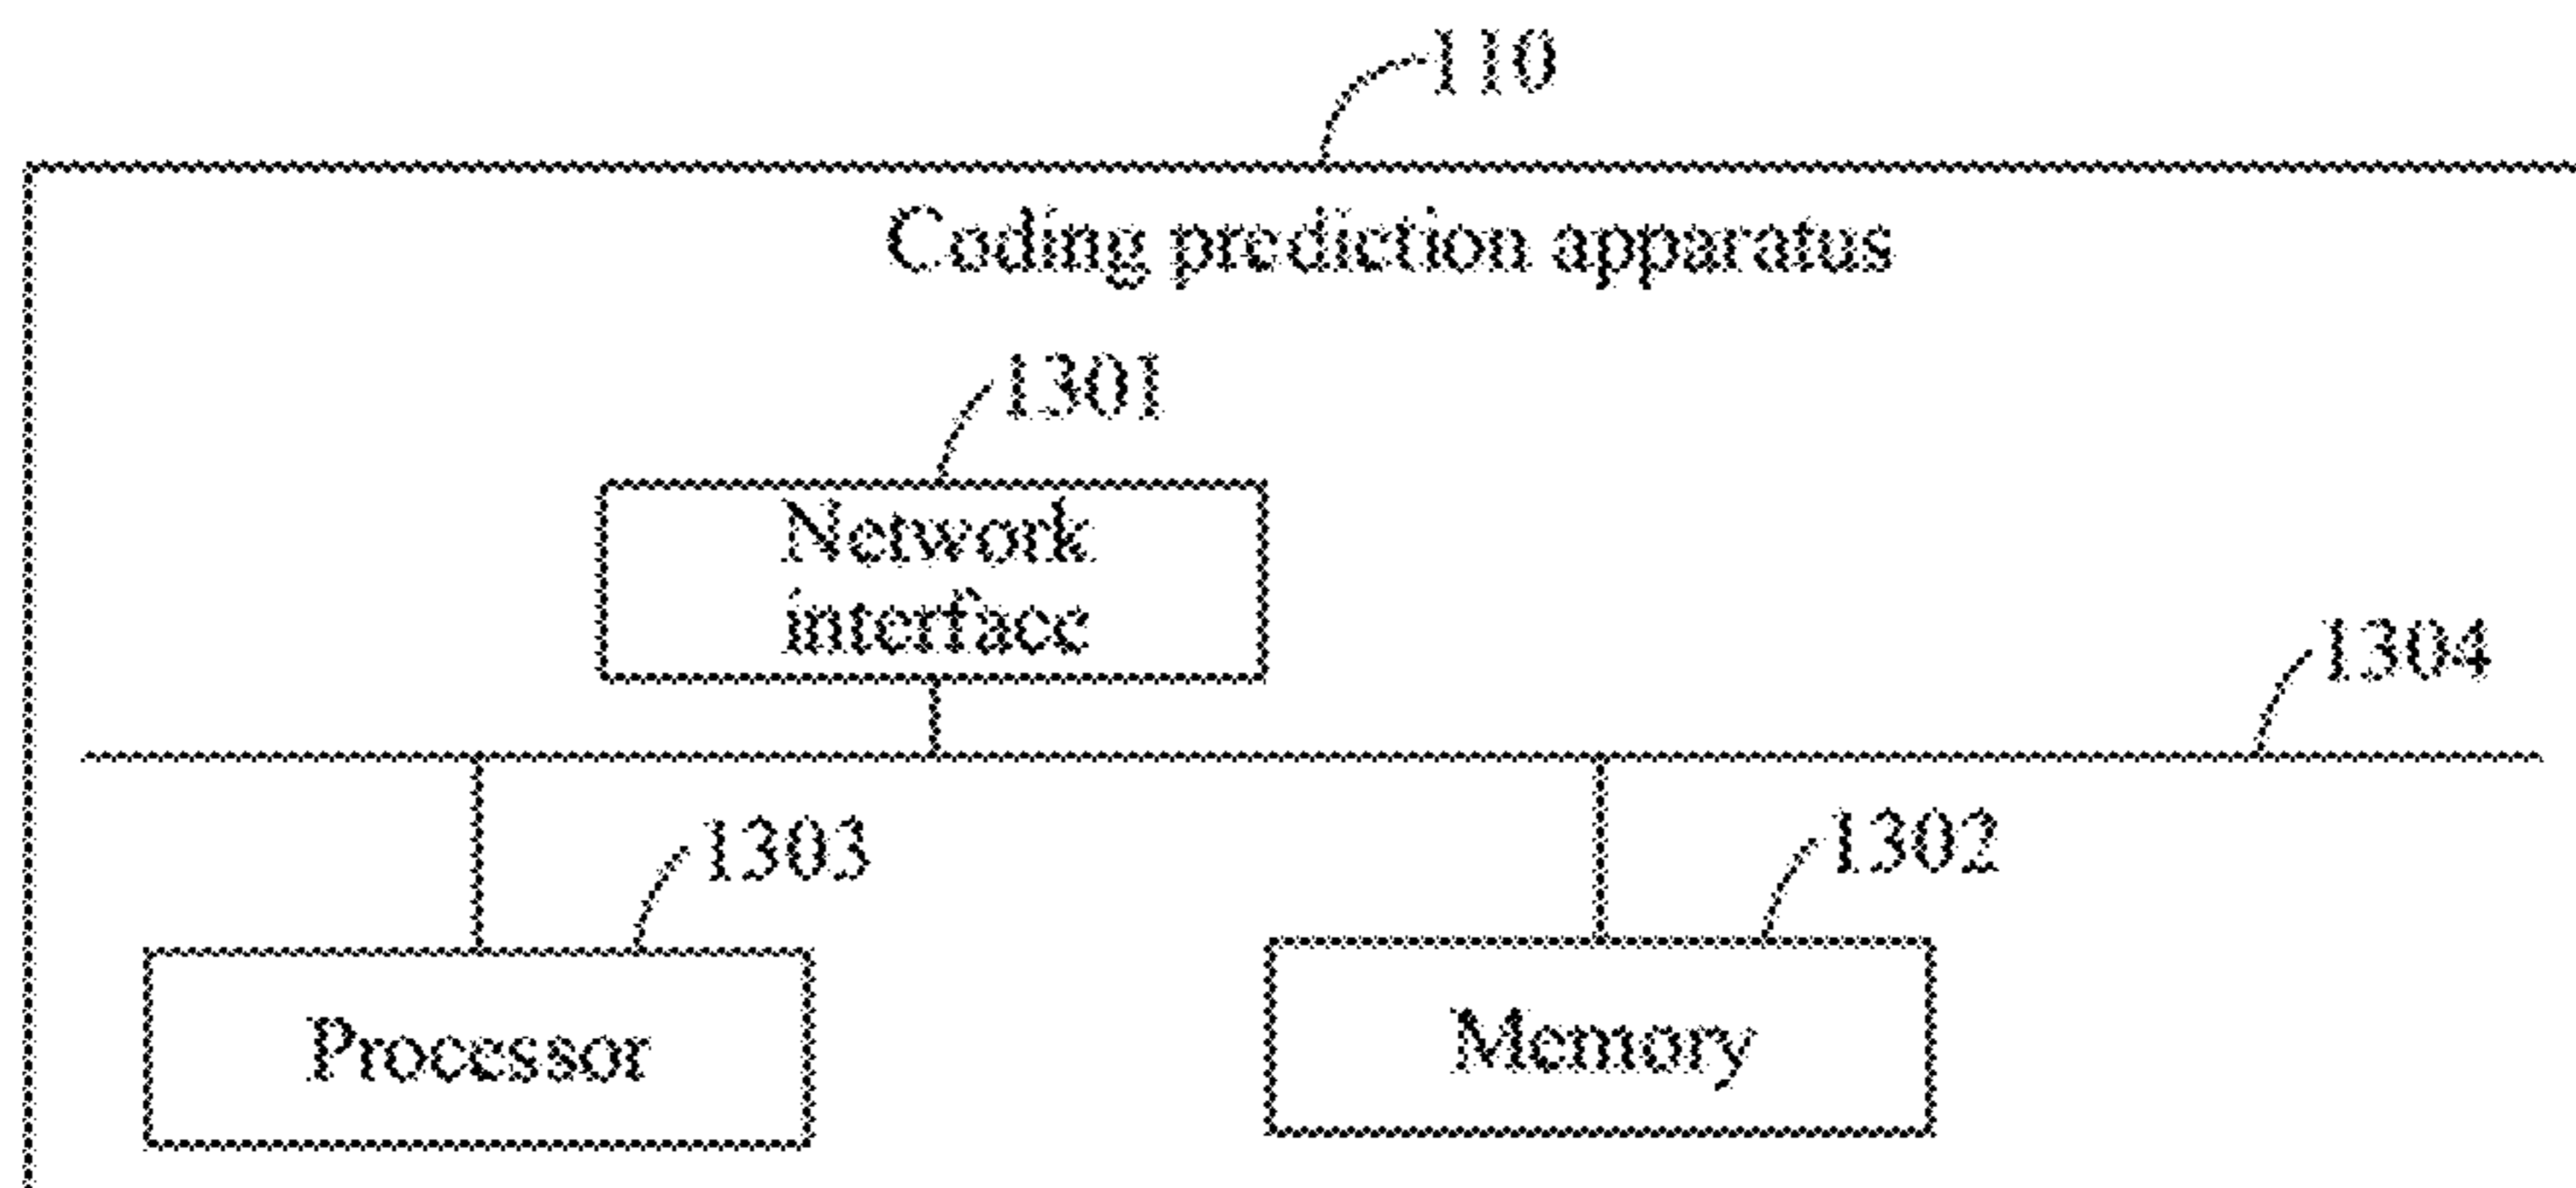 110
Coding prediction apparatus
1301
Network
interface
1304
1303
1302
Processor
Memory